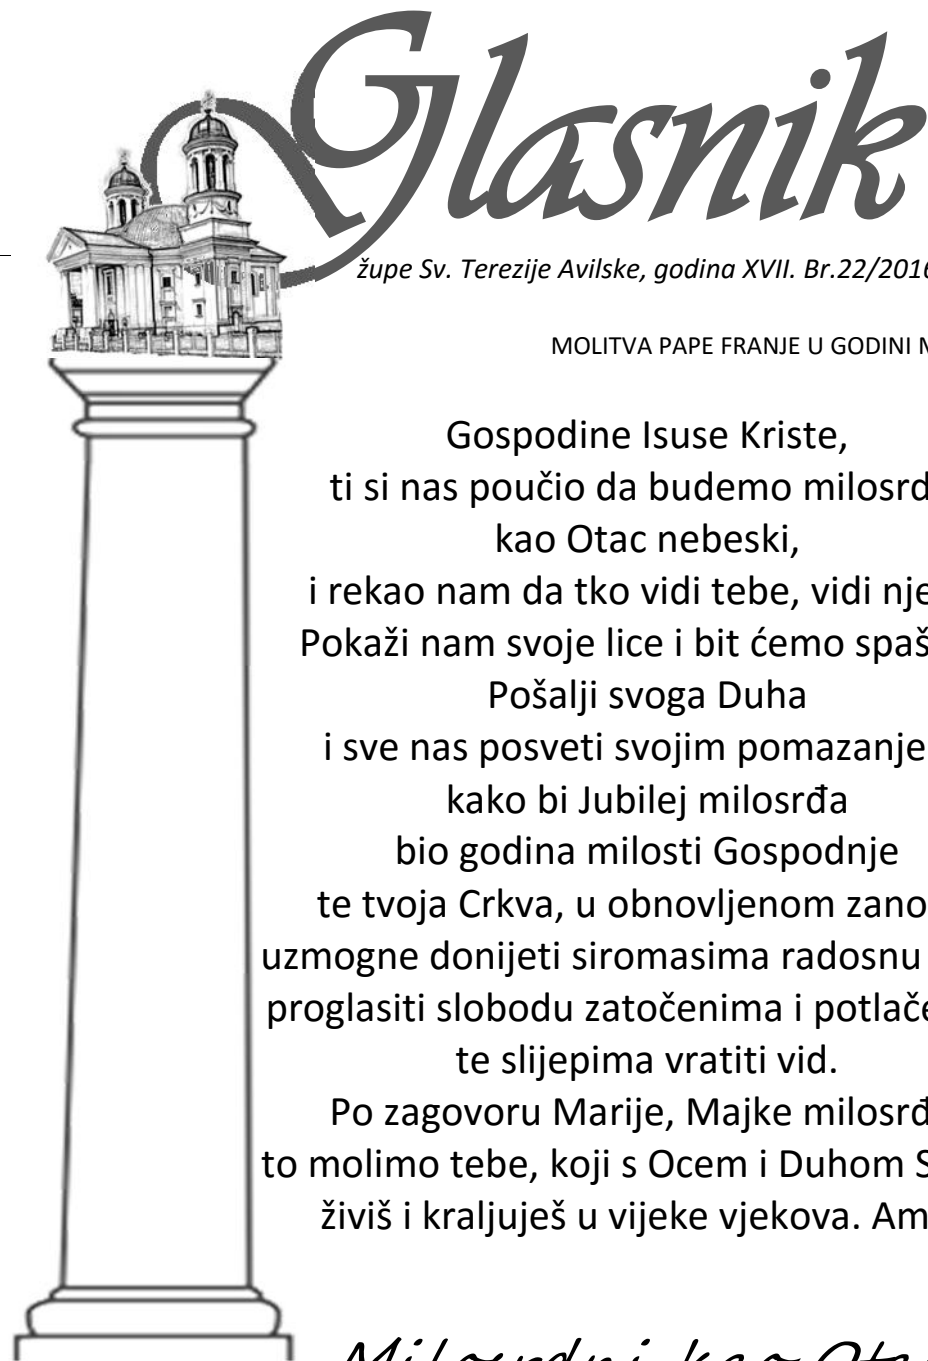 Glasnik
župe Sv. Terezije Avilske, godina XVII. Br.22/2016
MOLITVA PAPE FRANJE U GODINI M
Gospodine Isuse Kriste,
ti si nas poučio da budemo milosrd
kao Otac nebeski,
i rekao nam da tko vidi tebe, vidi nje
Pokaži nam svoje lice i bit ćemo spaš
Pošalji svoga Duha
i sve nas posveti svojim pomazanje
kako bi Jubilej milosrđa
bio godina milosti Gospodnje
te tvoja Crkva, u obnovljenom zano
uzmogne donijeti siromasima radosnu
proglasiti slobodu zatočenima i potlače
te slijepima vratiti vid.
Po zagovoru Marije, Majke milosrđ
to molimo tebe, koji s Ocem i Duhom S
živiš i kraljuješ u vijeke vjekova. Am
Milosrdni kao Ota